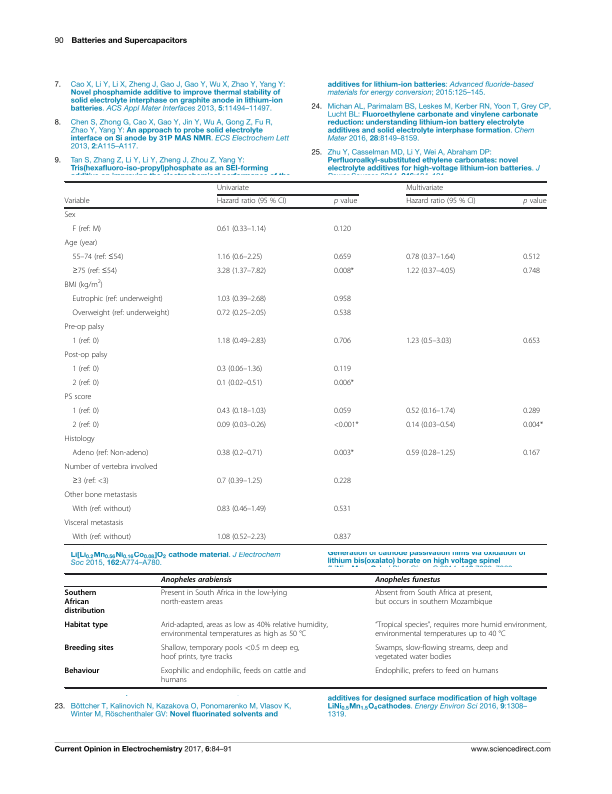 90 Batteries and Supercapacitors
7. Cao X, Li Y, Li X, Zheng J, Gao J, Gao Y, Wu X, Zhao Y, Yang Y:
Novel phosphamide additive to improve thermal stability of
solid electrolyte interphase on graphite anode in lithium-ion
batteries. ACS Appl Mater Interfaces 2013, 5:11494–11497.
8. Chen S, Zhong G, Cao X, Gao Y, Jin Y, Wu A, Gong Z, Fu R,
Zhao Y, Yang Y: An approach to probe solid electrolyte
interface on Si anode by 31P MAS NMR. ECS Electrochem Lett
2013, 2:A115–A117.
9. Tan S, Zhang Z, Li Y, Li Y, Zheng J, Zhou Z, Yang Y:
Tris(hexafluoro-iso-propyl)phosphate as an SEI-forming
additives for lithium-ion batteries: Advanced fluoride-based
materials for energy conversion; 2015:125–145.
24. Michan AL, Parimalam BS, Leskes M, Kerber RN, Yoon T, Grey CP,
Lucht BL: Fluoroethylene carbonate and vinylene carbonate
reduction: understanding lithium-ion battery electrolyte
additives and solid electrolyte interphase formation. Chem
Mater 2016, 28:8149–8159.
25. Zhu Y, Casselman MD, Li Y, Wei A, Abraham DP:
Perfluoroalkyl-substituted ethylene carbonates: novel
electrolyte additives for high-voltage lithium-ion batteries. J
Univariate Multivariate
Variable Hazard ratio (95 % CI) p value Hazard ratio (95 % CI) p value
Sex
F (ref: M) 0.61 (0.33–1.14) 0.120
Age (year)
55–74 (ref: ≤54) 1.16 (0.6–2.25) 0.659 0.78 (0.37–1.64) 0.512
≥75 (ref: ≤54) 3.28 (1.37–7.82) 0.008* 1.22 (0.37–4.05) 0.748
BMI (kg/m2)
Eutrophic (ref: underweight) 1.03 (0.39–2.68) 0.958
Overweight (ref: underweight) 0.72 (0.25–2.05) 0.538
Pre-op palsy
1 (ref: 0) 1.18 (0.49–2.83) 0.706 1.23 (0.5–3.03) 0.653
Post-op palsy
1 (ref: 0) 0.3 (0.06–1.36) 0.119
2 (ref: 0) 0.1 (0.02–0.51) 0.006*
PS score
1 (ref: 0) 0.43 (0.18–1.03) 0.059 0.52 (0.16–1.74) 0.289
2 (ref: 0) 0.09 (0.03–0.26) <0.001* 0.14 (0.03–0.54) 0.004*
Histology
Adeno (ref: Non-adeno) 0.38 (0.2–0.71) 0.003* 0.59 (0.28–1.25) 0.167
Number of vertebra involved
≥3 (ref: <3) 0.7 (0.39–1.25) 0.228
Other bone metastasis
With (ref: without) 0.83 (0.46–1.49) 0.531
Visceral metastasis
With (ref: without) 1.08 (0.52–2.23) 0.837
Li[Li0.2Mn0.56Ni0.16Co0.08]O2 cathode material. J Electrochem
Soc 2015, 162:A774–A780.
Generation of cathode passivation films via oxidation of
lithium bis(oxalato) borate on high voltage spinel
Anopheles arabiensis Anopheles funestus
Southern African distribution Present in South Africa in the low-lying north-eastern areas Absent from South Africa at present, but occurs in southern Mozambique
Habitat type Arid-adapted, areas as low as 40% relative humidity, environmental temperatures as high as 50 °C "Tropical species", requires more humid environment, environmental temperatures up to 40 °C
Breeding sites Shallow, temporary pools <0.5 m deep eg, hoof prints, tyre tracks Swamps, slow-flowing streams, deep and vegetated water bodies
Behaviour Exophilic and endophilic, feeds on cattle and humans Endophilic, prefers to feed on humans
23. Böttcher T, Kalinovich N, Kazakova O, Ponomarenko M, Vlasov K,
Winter M, Röschenthaler GV: Novel fluorinated solvents and
additives for designed surface modification of high voltage
LiNi0.5Mn1.5O4cathodes. Energy Environ Sci 2016, 9:1308–
1319.
Current Opinion in Electrochemistry 2017, 6:84–91 www.sciencedirect.com